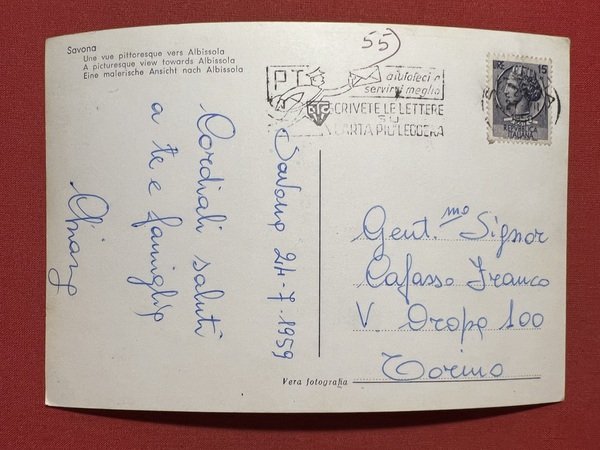 Savona
Une vue pittoresque vers Albissola
A picturesque view towards Albissola
Eine malerische Ansicht nach Albissola
55)
PT
aiutateci a
servirvi meglio
SCRIVETE LE LETTERE
SU
CARTA PIÙ LEGGERA
LIRE 15
REPUBBLICA
ITALIANA
Savona 24-7-1959
Cordiali saluti
a te e famiglia
Gent.mo Signor
Cafasso Franco
V. Oropa 100
Torino
Vera fotografia